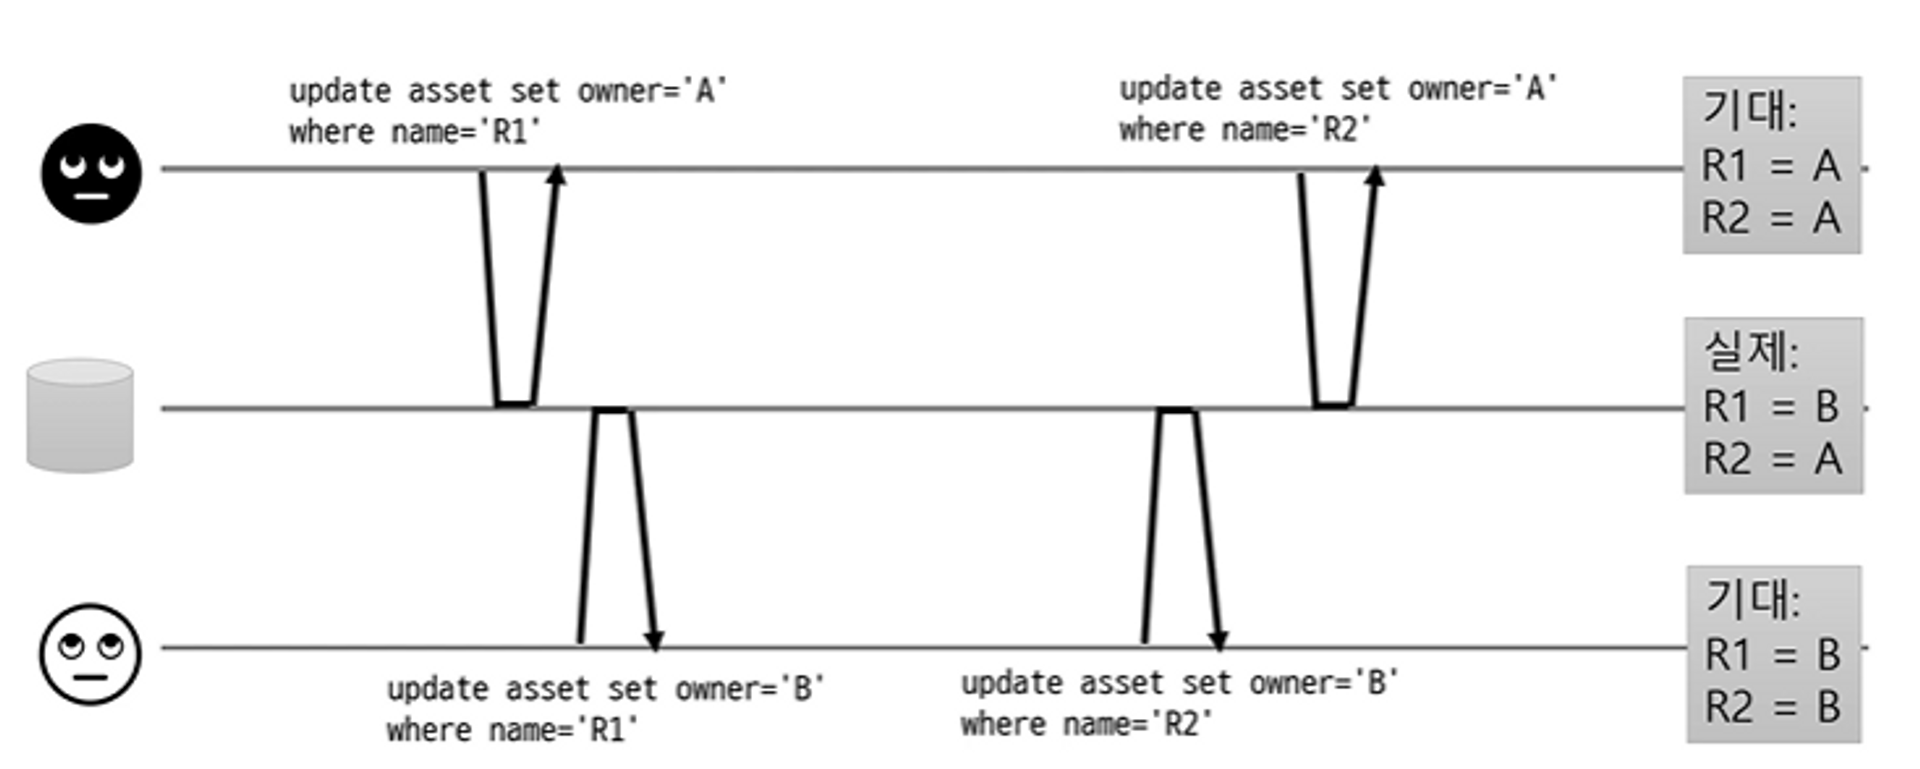 update asset set owner='A'
where name='R1'
update asset set owner='A'
where name='R2'
기대:
R1 = A
R2 = A
실제:
R1 = B
R2 = A
update asset set owner='B'
where name='R1'
update asset set owner='B'
where name='R2'
기대:
R1 = B
R2 = B